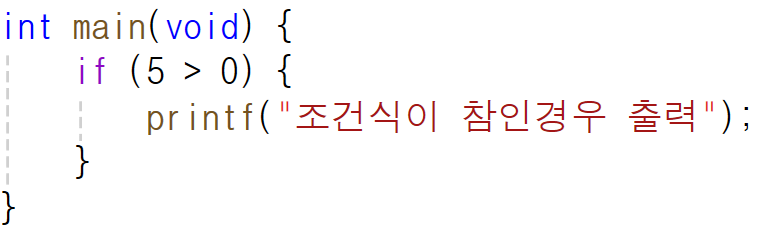 int main(void) {
    if (5 > 0) {
        printf("조건식이 참인경우 출력");
    }
}